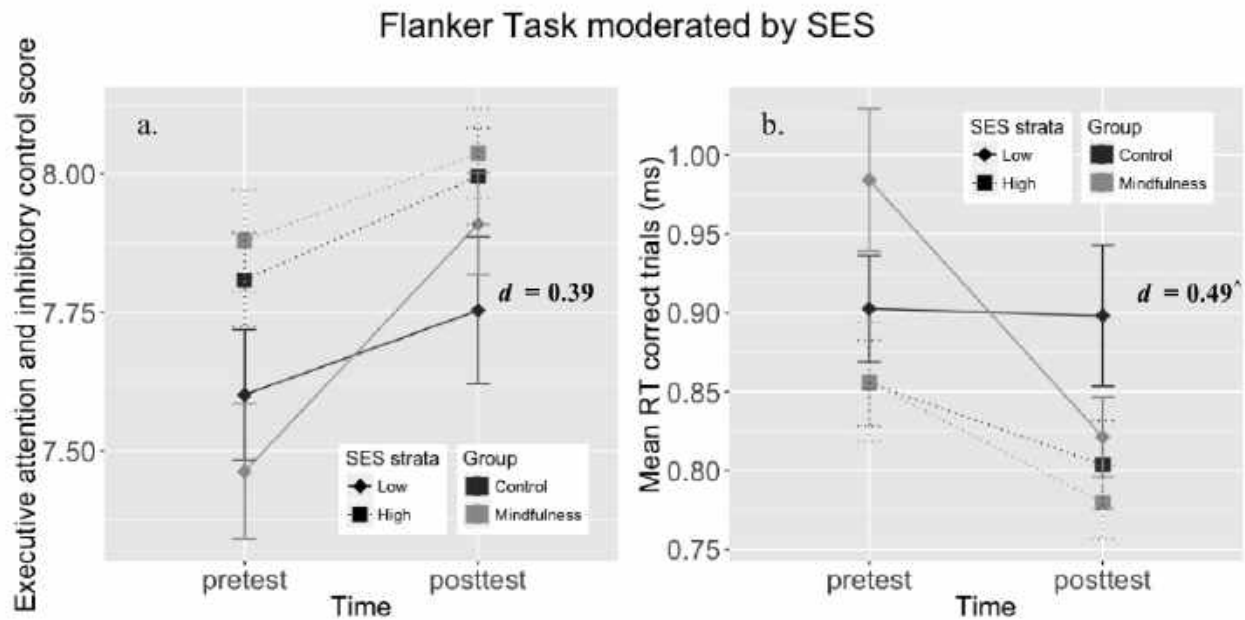 Flanker Task moderated by SES
Executive attention and inhibitory control score
a.
8.00
7.75
7.50
d = 0.39
SES strata
Low
High
Group
Control
Mindfulness
pretest
posttest
Time
Mean RT correct trials (ms)
b.
1.00
0.95
0.90
0.85
0.80
0.75
SES strata
Low
High
Group
Control
Mindfulness
d = 0.49^
pretest
posttest
Time